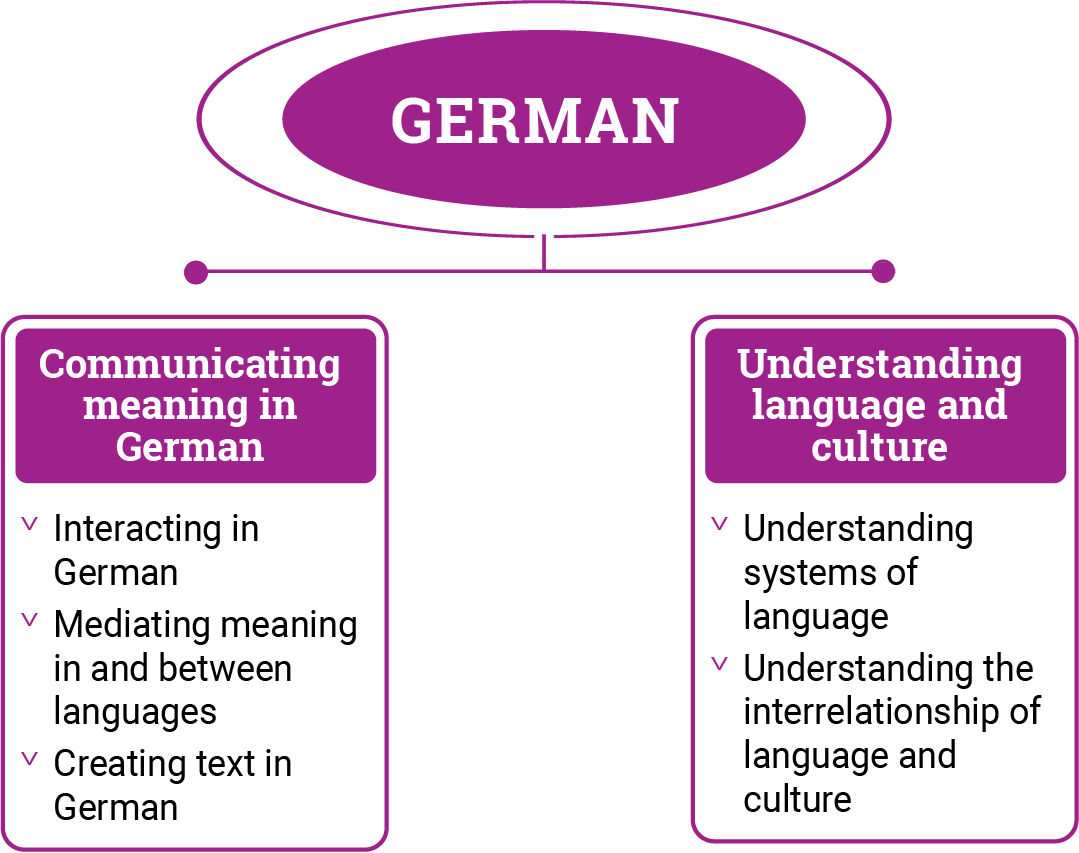 GERMAN
Communicating
meaning in
German
Interacting in
German
Mediating meaning
in and between
languages
Creating text in
German
Understanding
language and
culture
Understanding
systems of
language
Understanding the
interrelationship of
language and
culture